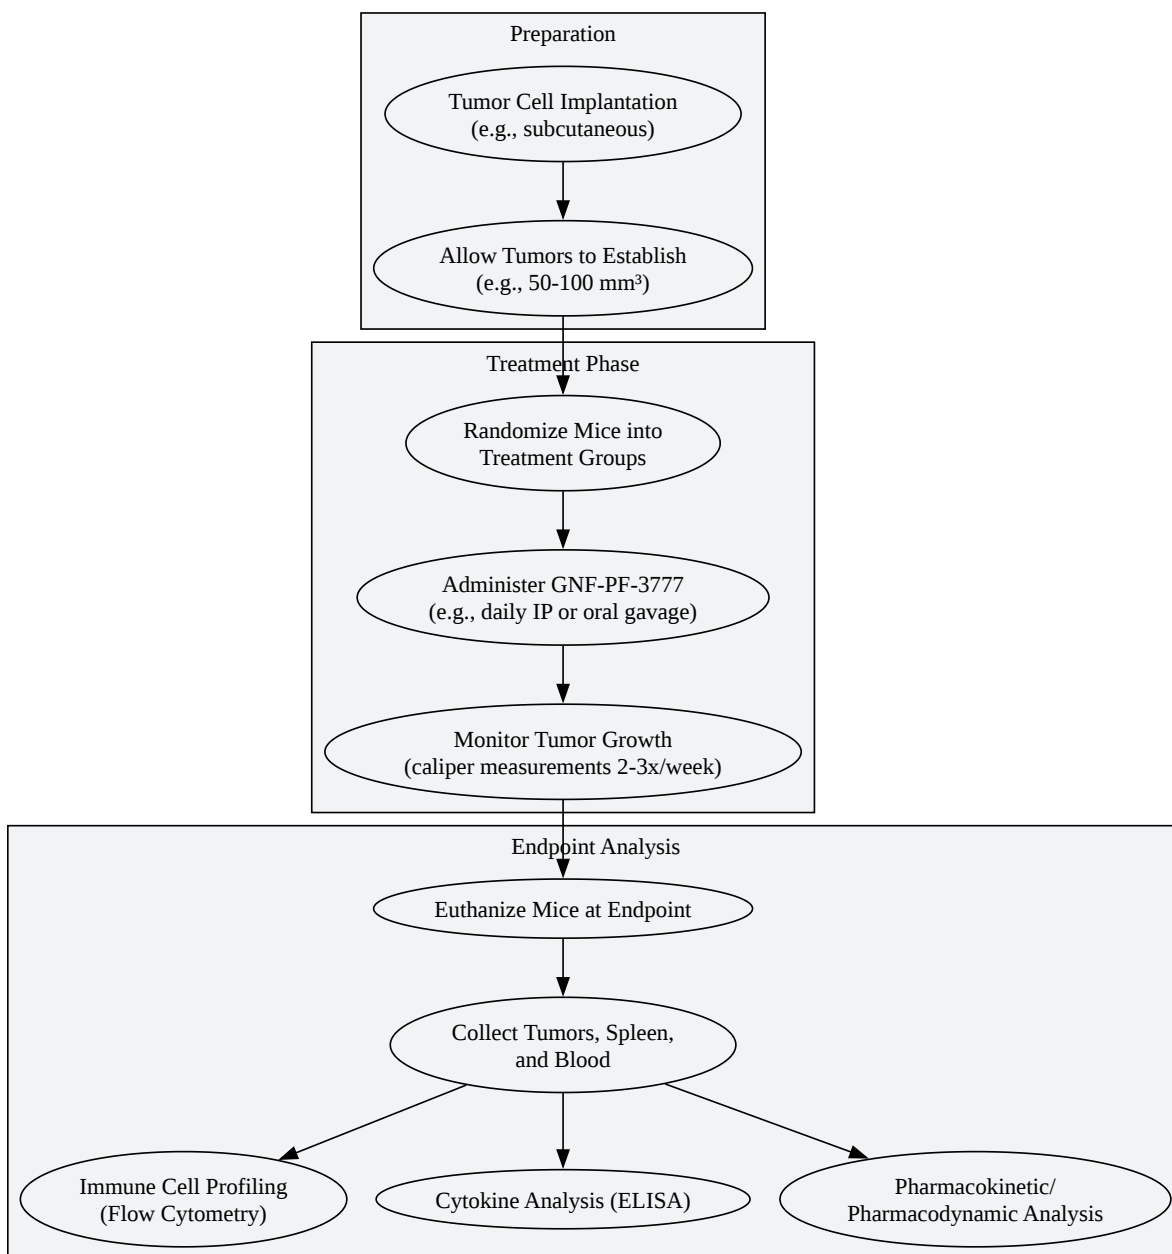 Preparation
Tumor Cell Implantation
(e.g., subcutaneous)
Allow Tumors to Establish
(e.g., 50-100 mm³)
Treatment Phase
Randomize Mice into
Treatment Groups
Administer GNF-PF-3777
(e.g., daily IP or oral gavage)
Monitor Tumor Growth
(caliper measurements 2-3x/week)
Endpoint Analysis
Euthanize Mice at Endpoint
Collect Tumors, Spleen,
and Blood
Immune Cell Profiling
(Flow Cytometry)
Cytokine Analysis (ELISA)
Pharmacokinetic/
Pharmacodynamic Analysis